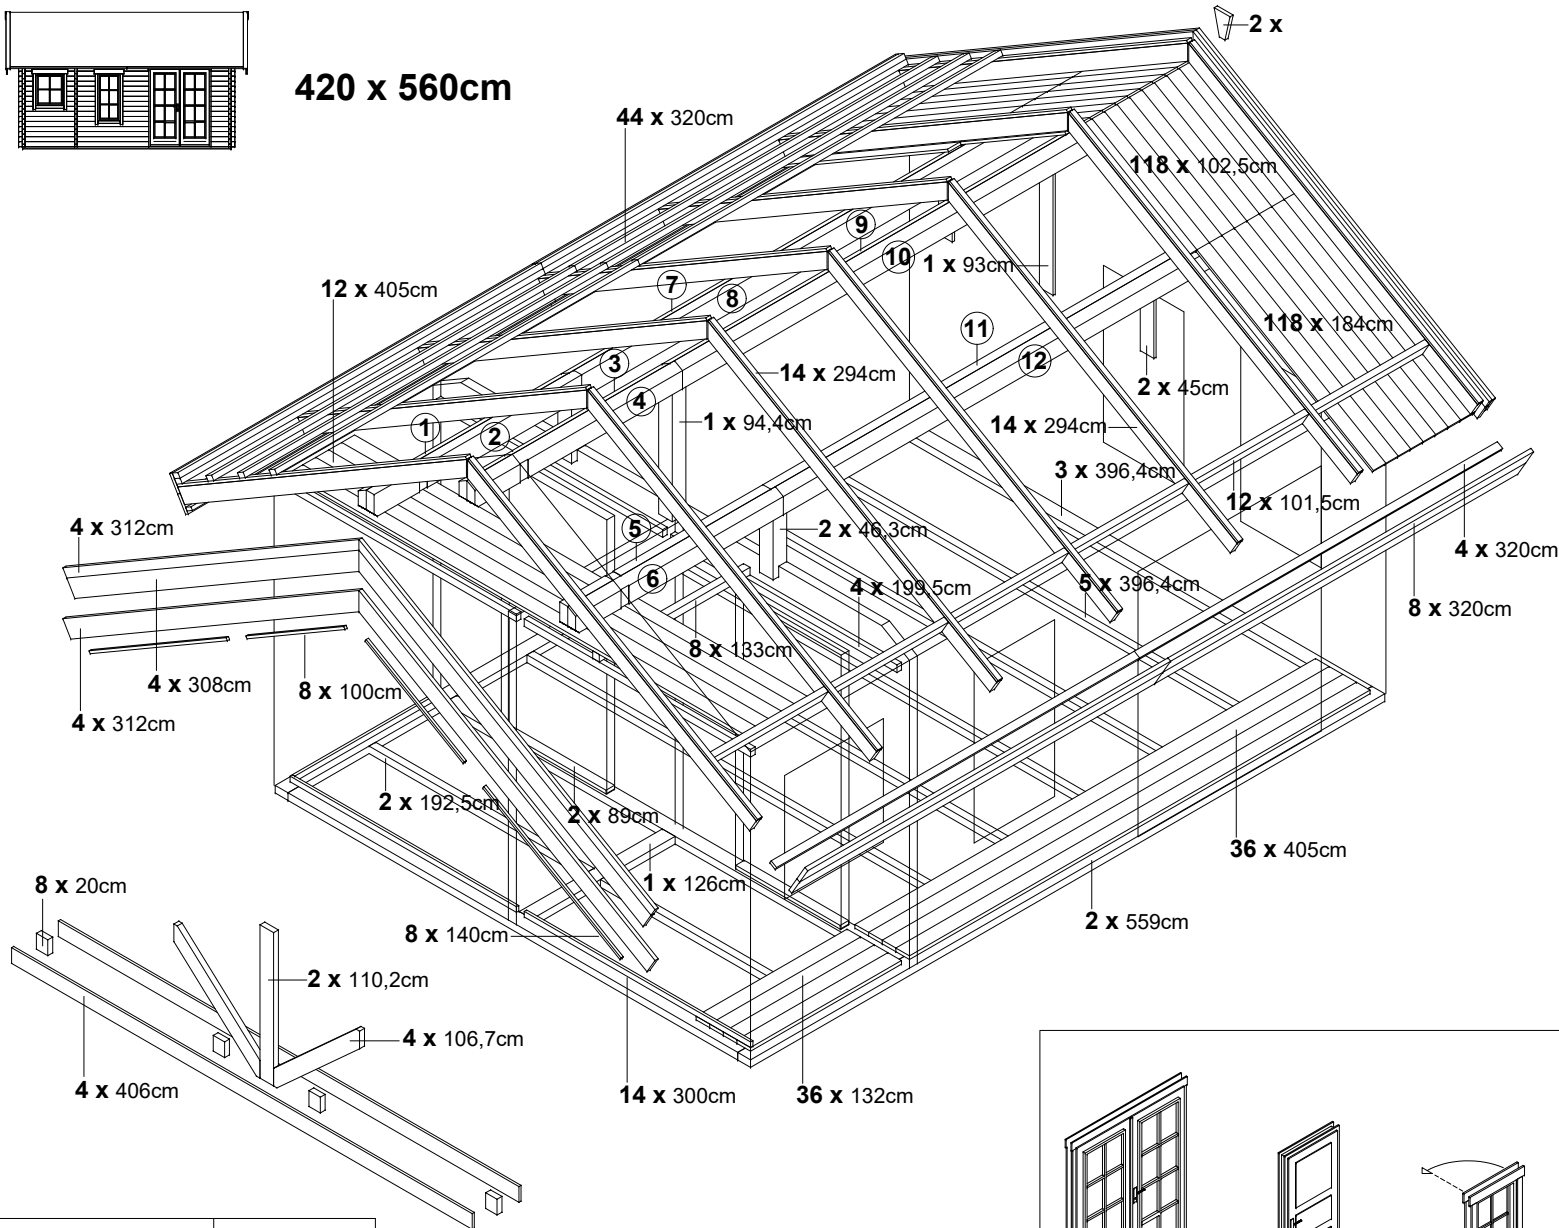 2 x
420 x 560cm
44 x 320cm
118 x 102,5cm
9
10
1 x 93cm
12 x 405cm
7
8
11
118 x 184cm
3
12
14 x 294cm
2 x 45cm
4
1
2
1 x 94,4cm
14 x 294cm
3 x 396,4cm
12 x 101,5cm
4 x 312cm
5
2 x 46,3cm
4 x 320cm
6
4 x 199,5cm
5 x 396,4cm
8 x 320cm
8 x 133cm
4 x 308cm
8 x 100cm
4 x 312cm
2 x 192,5cm
2 x 89cm
36 x 405cm
8 x 20cm
1 x 126cm
2 x 559cm
8 x 140cm
2 x 110,2cm
4 x 106,7cm
4 x 406cm
14 x 300cm
36 x 132cm